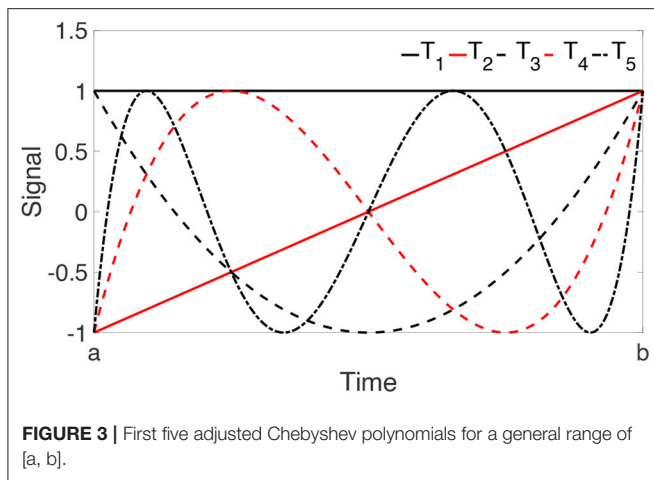 1.5
T1 T2 T3 T4 T5
1
0.5
0
-0.5
-1
Signal
a b
Time
FIGURE 3 | First five adjusted Chebyshev polynomials for a general range of
[a, b].